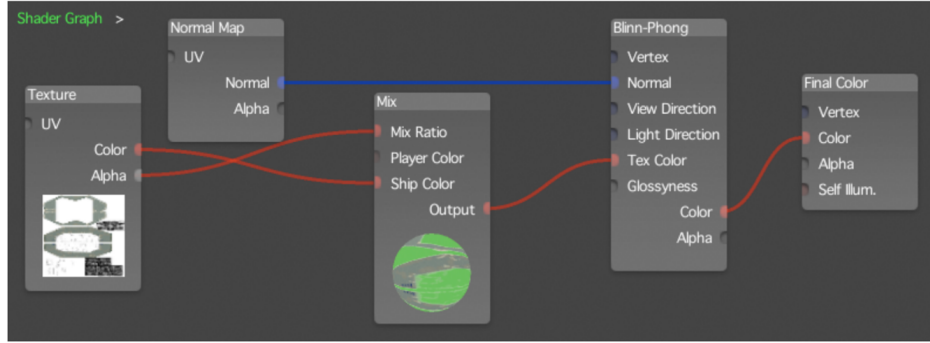 Shader Graph >
Normal Map
UV
Normal
Alpha
Texture
UV
Color
Alpha
Mix
Mix Ratio
Player Color
Ship Color
Output
Blinn-Phong
Vertex
Normal
View Direction
Light Direction
Tex Color
Glossyness
Color
Alpha
Final Color
Vertex
Color
Alpha
Self Illum.